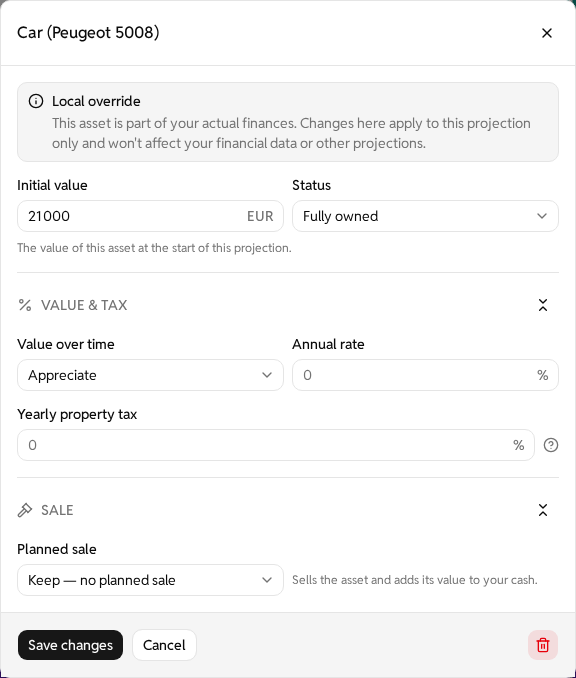 Car (Peugeot 5008)
Local override
This asset is part of your actual finances. Changes here apply to this projection
only and won't affect your financial data or other projections.
Initial value
Status
21000 EUR
Fully owned
The value of this asset at the start of this projection.
VALUE & TAX
Value over time
Annual rate
Appreciate
0 %
Yearly property tax
0 %
SALE
Planned sale
Keep — no planned sale
Sells the asset and adds its value to your cash.
Save changes
Cancel